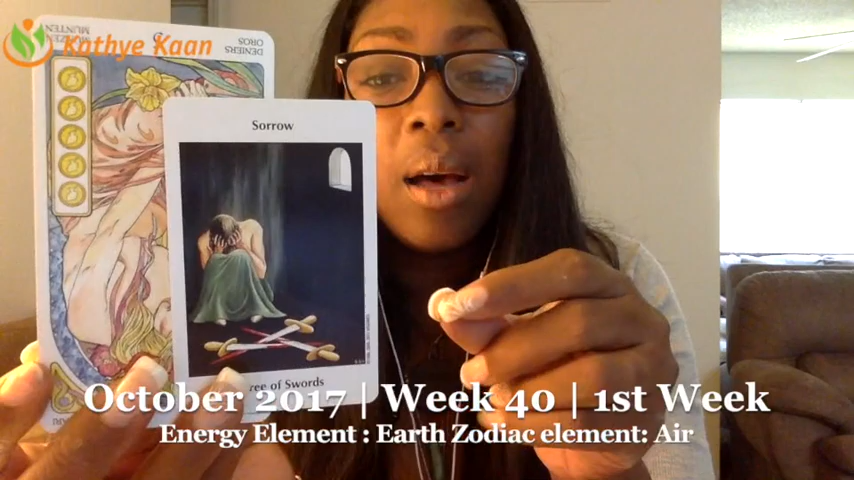 Kathye Kaan
DENIERS
OROS
Sorrow
ree of Swords
October 2017 | Week 40 | 1st Week
Energy Element : Earth Zodiac element: Air